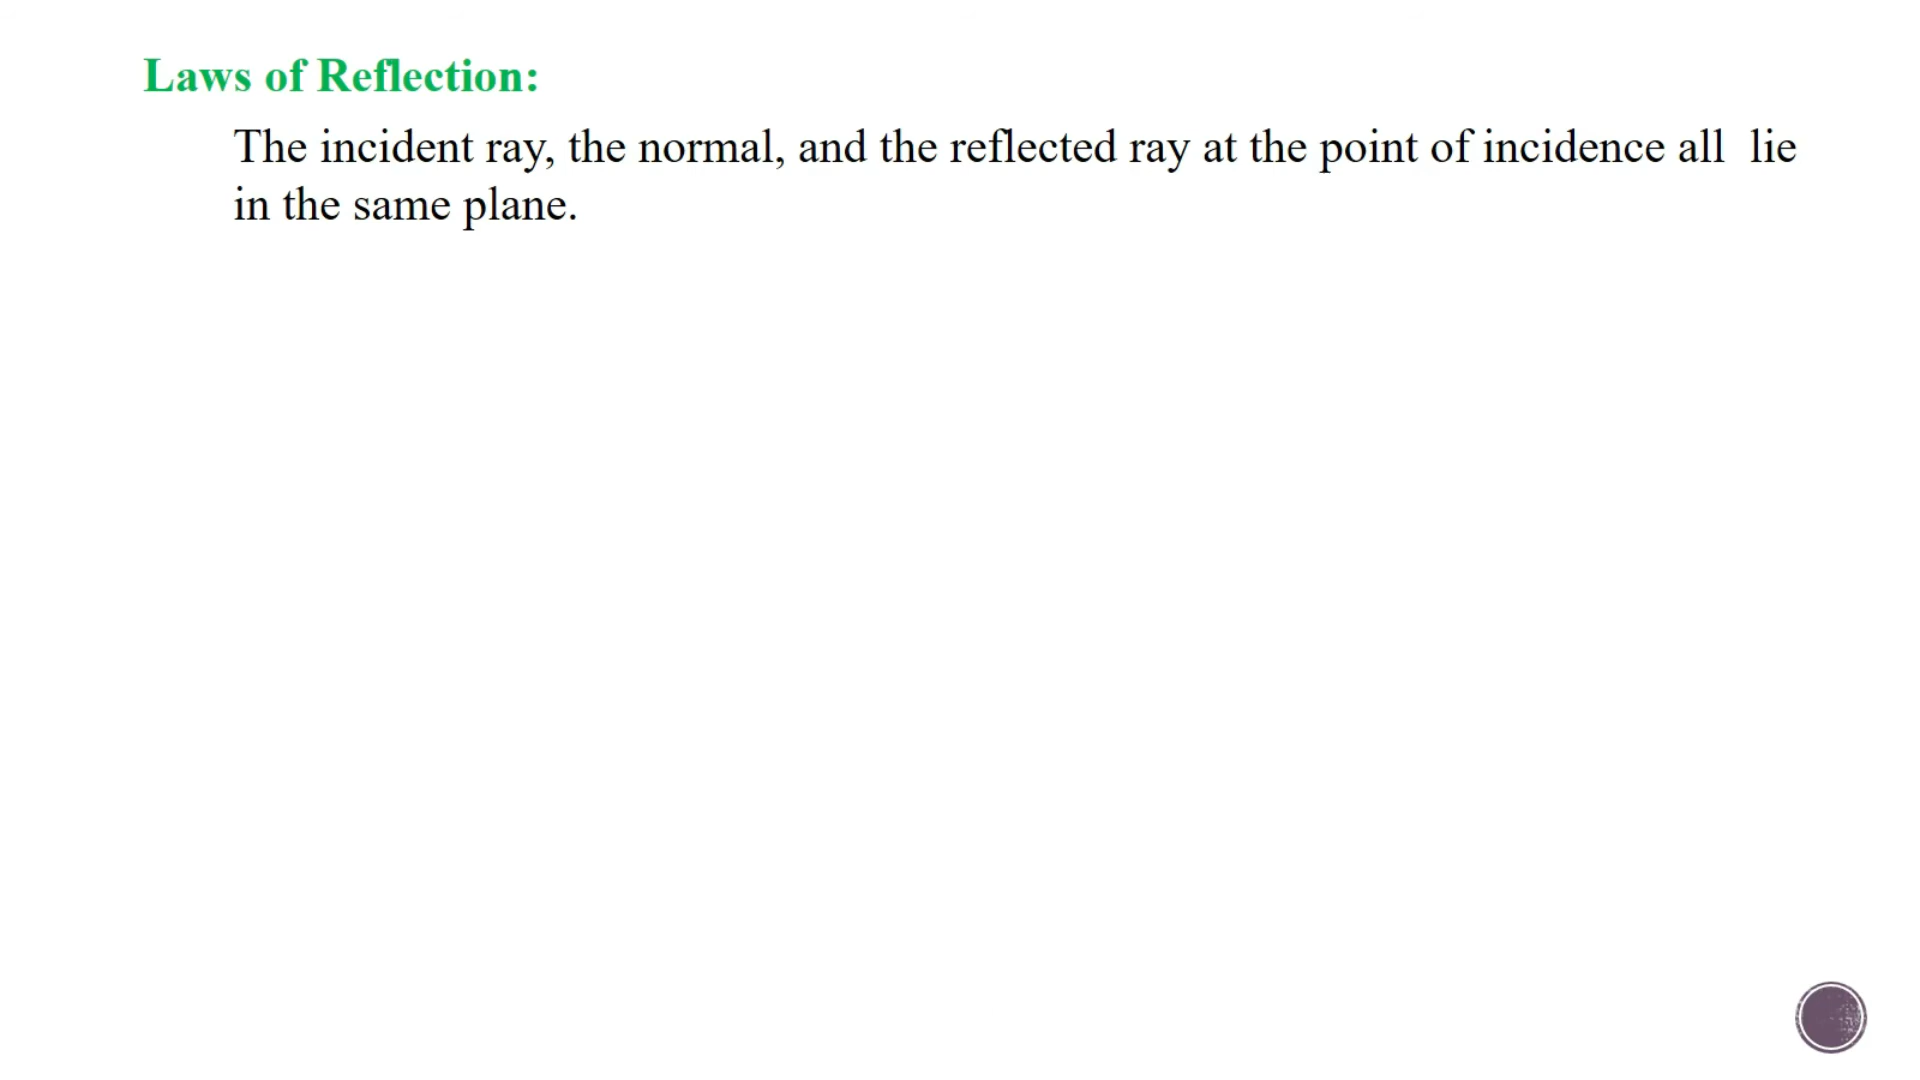 Laws of Reflection:
The incident ray, the normal, and the reflected ray at the point of incidence all  lie
in the same plane.